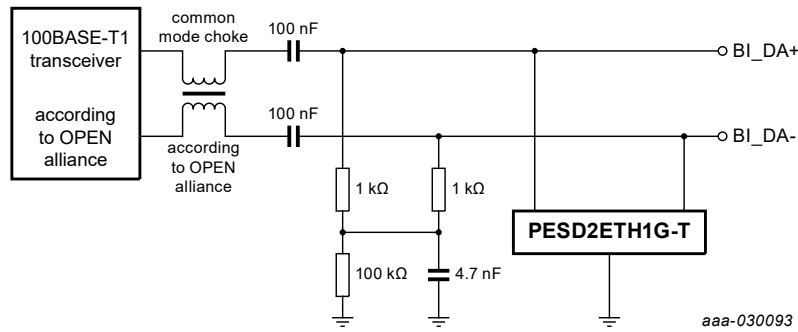 100BASE-T1
transceiver
according
to OPEN
alliance
common
mode choke
according
to OPEN
alliance
100 nF
100 nF
BI_DA+
BI_DA-
1 kΩ
1 kΩ
100 kΩ
4.7 nF
PESD2ETH1G-T
aaa-030093